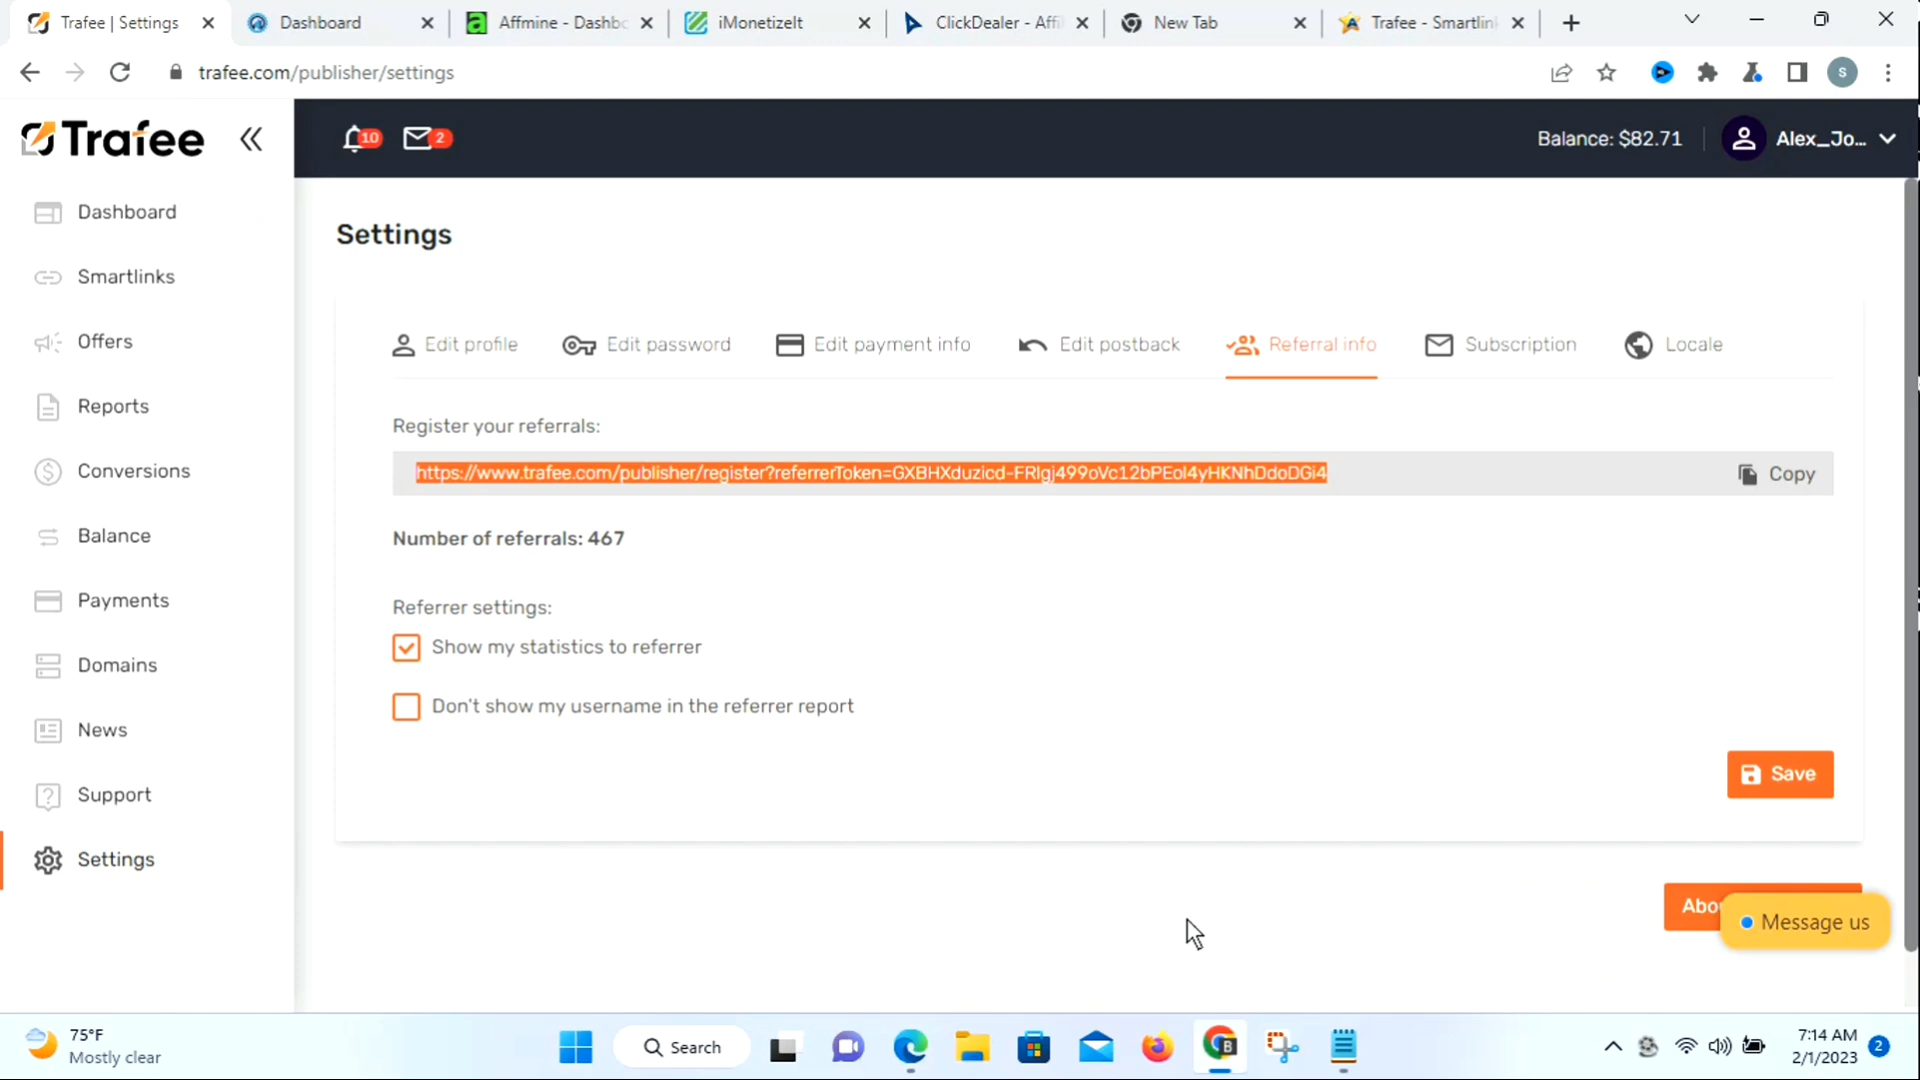 Trafee | Settings
Dashboard
Affmine - Dashbo
iMonetizeIt
ClickDealer - Affil
New Tab
Trafee - Smartlink
trafee.com/publisher/settings
S
Trafee
10
2
Balance: $82.71
Alex_Jo...
Dashboard
Smartlinks
Offers
Reports
Conversions
Balance
Payments
Domains
News
Support
Settings
Settings
Edit profile
Edit password
Edit payment info
Edit postback
Referral info
Subscription
Locale
Register your referrals:
https://www.trafee.com/publisher/register?referrerToken=GXBHXduzicd-FRlgj499oVc12bPEol4yHKNhDdoDGi4
Copy
Number of referrals: 467
Referrer settings:
Show my statistics to referrer
Don't show my username in the referrer report
Save
Abou
Message us
75°F
Mostly clear
Search
7:14 AM
2/1/2023
2